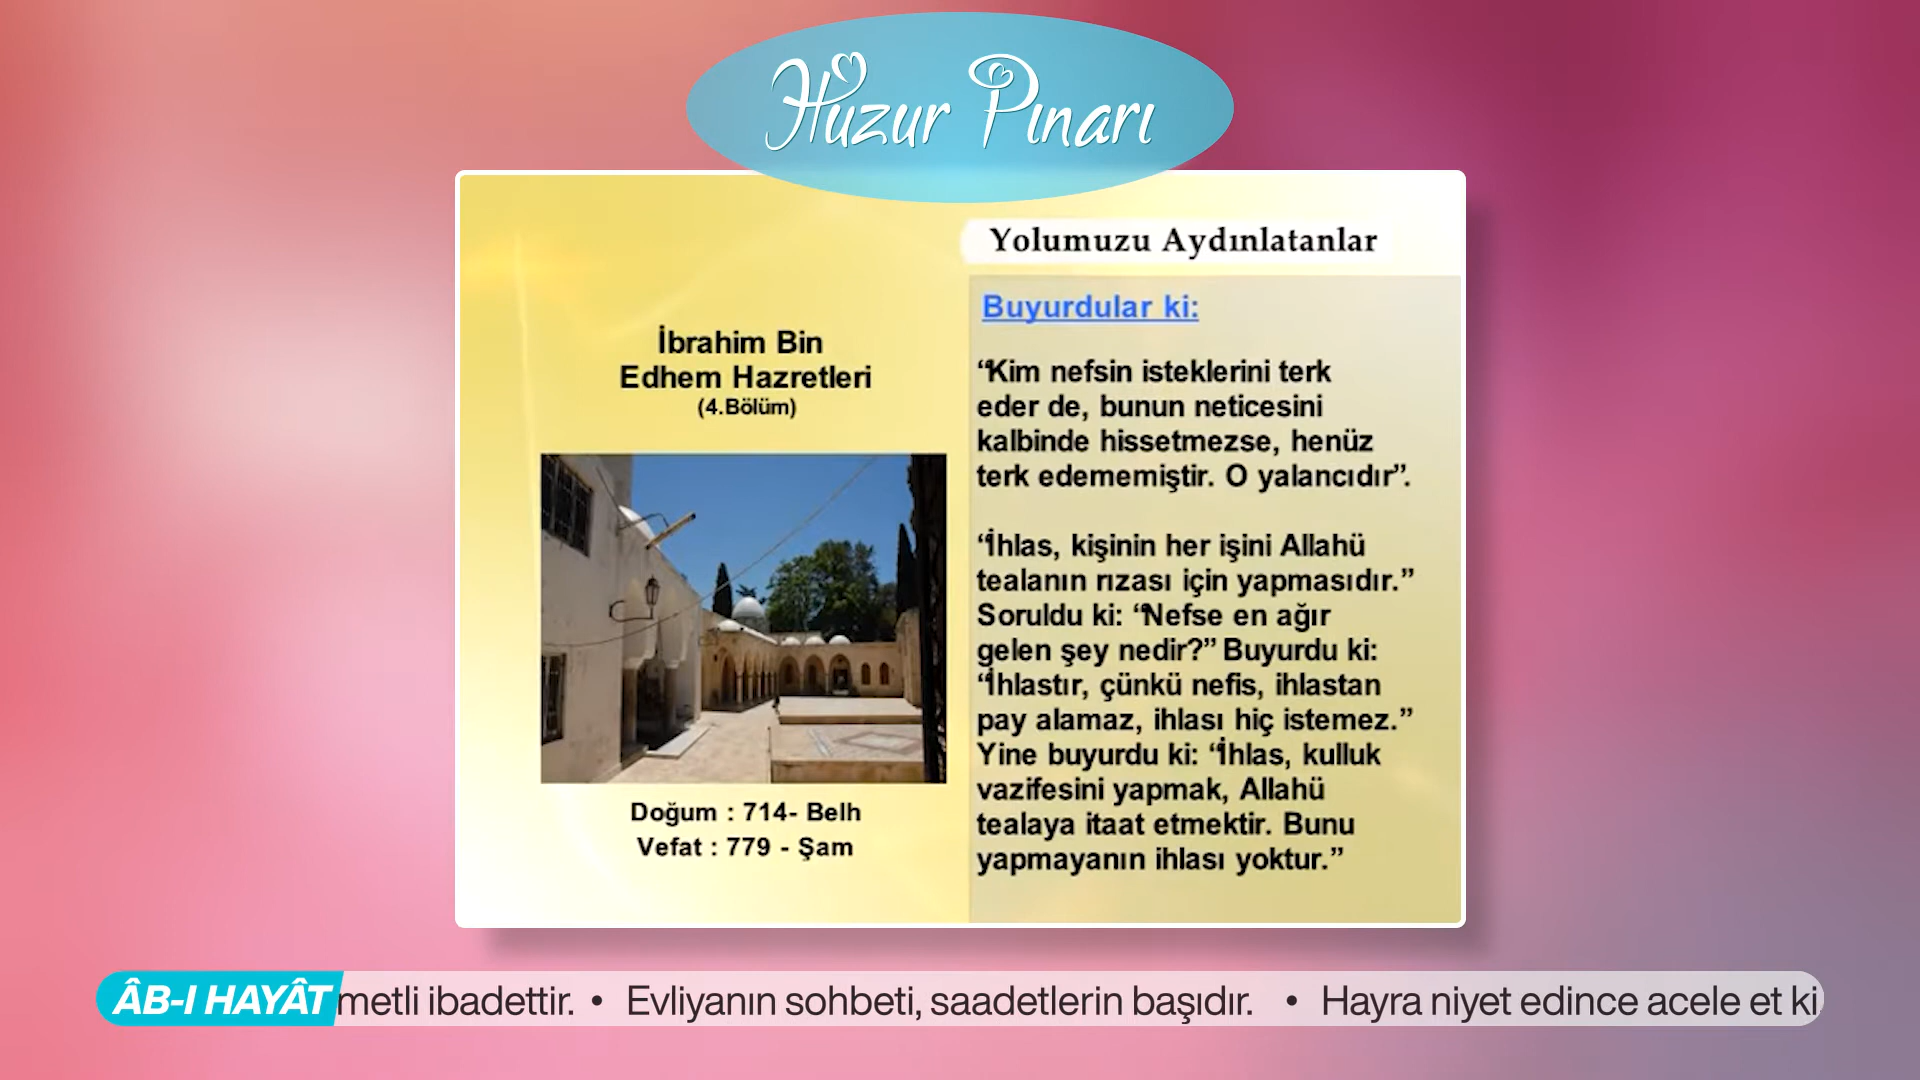 Huzur Pınarı
Yolumuzu Aydınlatanlar
İbrahim Bin
Edhem Hazretleri
(4.Bölüm)
Doğum : 714- Belh
Vefat : 779 - Şam
Buyurdular ki:
“Kim nefsin isteklerini terk
eder de, bunun neticesini
kalbinde hissetmezse, henüz
terk edememiştir. O yalancıdır”.
“İhlas, kişinin her işini Allahü
tealanın rızası için yapmasıdır.”
Soruldu ki: “Nefse en ağır
gelen şey nedir?” Buyurdu ki:
“İhlastır, çünkü nefis, ihlastan
pay alamaz, ihlası hiç istemez.”
Yine buyurdu ki: “İhlas, kulluk
vazifesini yapmak, Allahü
tealaya itaat etmektir. Bunu
yapmayanın ihlası yoktur.”
ÂB-I HAYÂT metli ibadettir. • Evliyanın sohbeti, saadetlerin başıdır. • Hayra niyet edince acele et ki